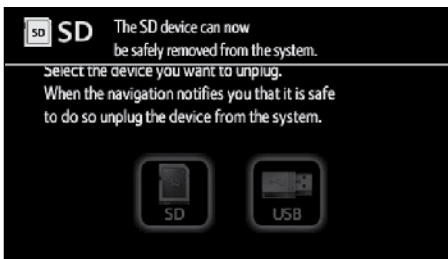 SD SD The SD device can now
be safely removed from the system.
Select the device you want to unplug.
When the navigation notifies you that it is safe
to do so unplug the device from the system.
SD
SD USB